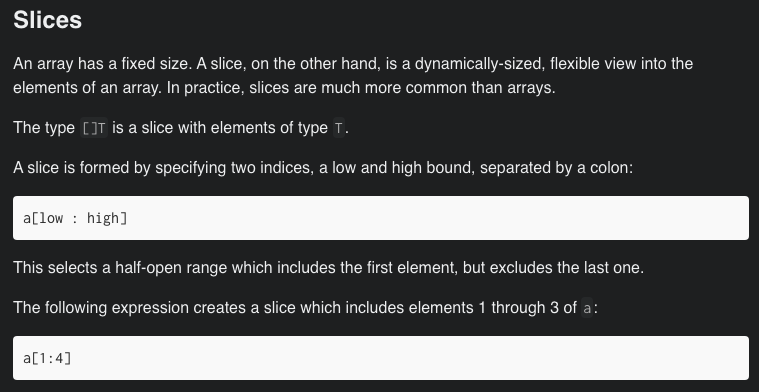 Slices
An array has a fixed size. A slice, on the other hand, is a dynamically-sized, flexible view into the
elements of an array. In practice, slices are much more common than arrays.
The type []T is a slice with elements of type T.
A slice is formed by specifying two indices, a low and high bound, separated by a colon:
a[low : high]
This selects a half-open range which includes the first element, but excludes the last one.
The following expression creates a slice which includes elements 1 through 3 of a:
a[1:4]